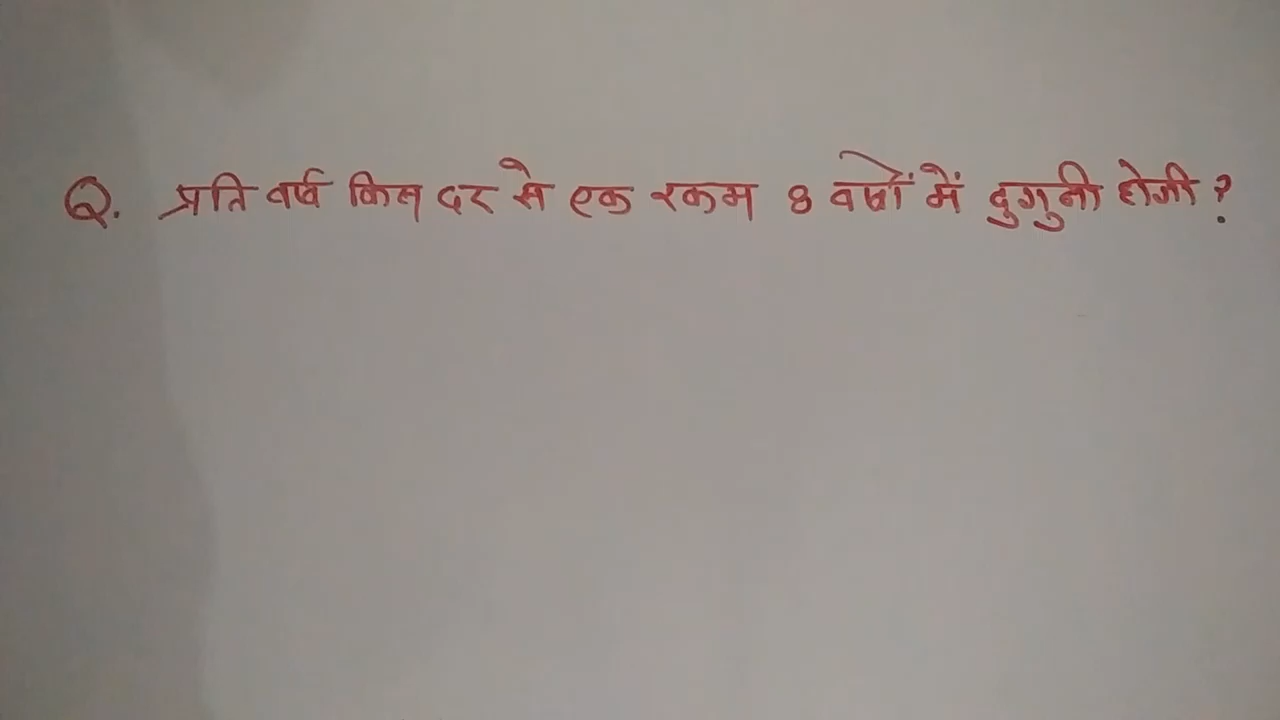 Q. प्रति वर्ष किस दर से एक रकम 8 वर्षों में दुगुनी होगी ?